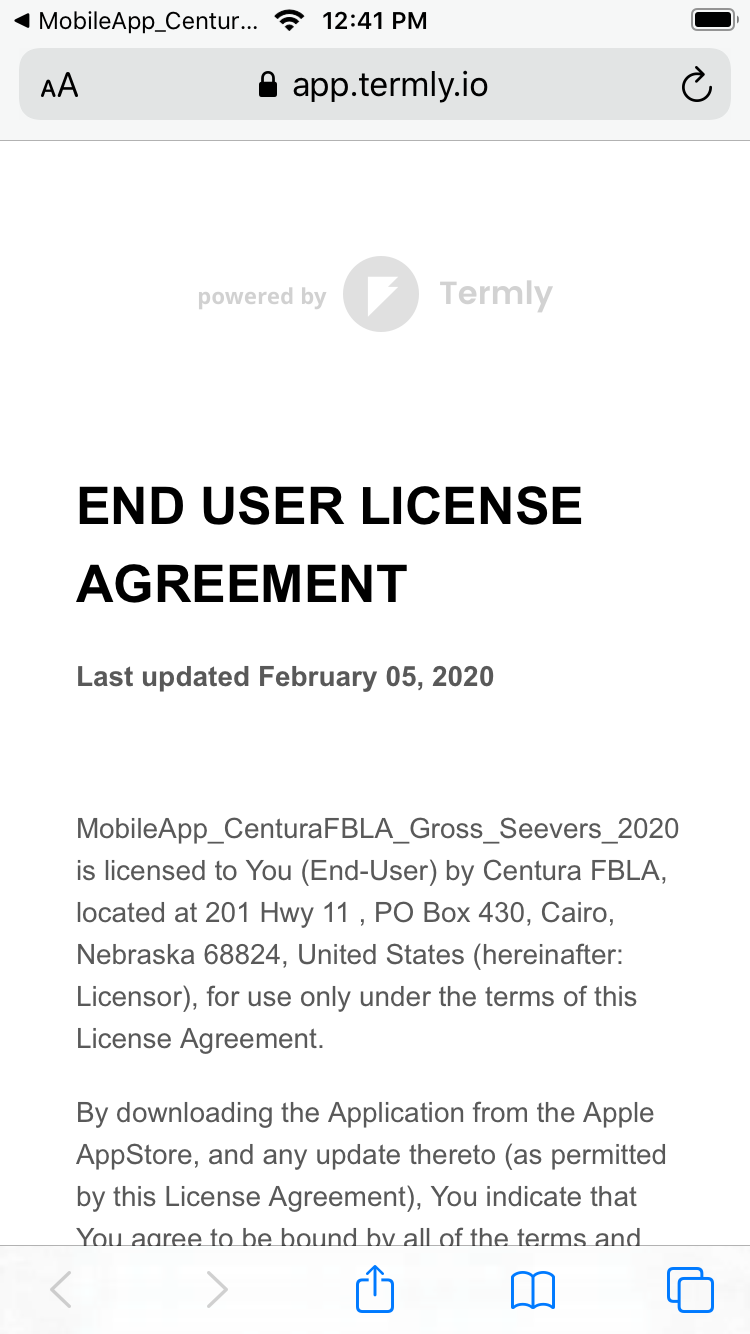 ◀ MobileApp_Centur... 12:41 PM
AA app.termly.io
powered by Termly
END USER LICENSE
AGREEMENT
Last updated February 05, 2020
MobileApp_CenturaFBLA_Gross_Seevers_2020
is licensed to You (End-User) by Centura FBLA,
located at 201 Hwy 11 , PO Box 430, Cairo,
Nebraska 68824, United States (hereinafter:
Licensor), for use only under the terms of this
License Agreement.
By downloading the Application from the Apple
AppStore, and any update thereto (as permitted
by this License Agreement), You indicate that
You agree to be bound by all of the terms and